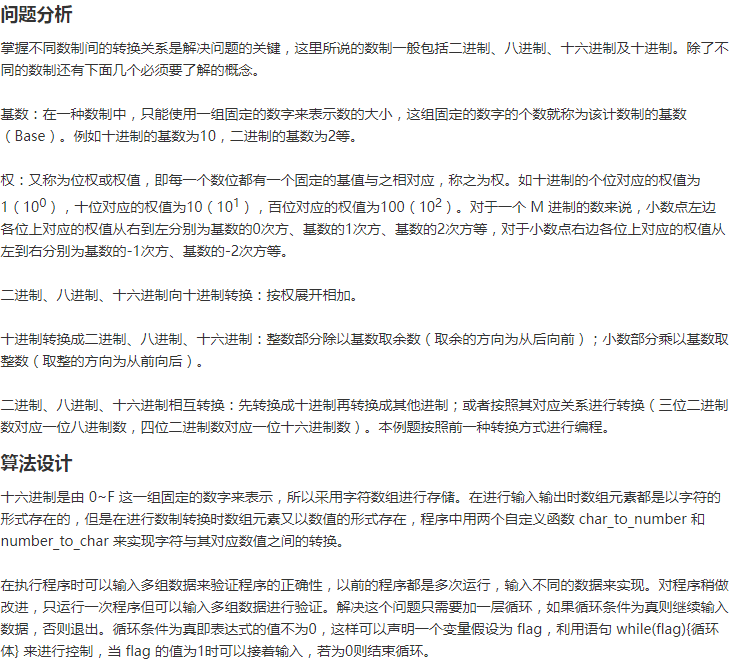 问题分析
掌握不同数制间的转换关系是解决问题的关键，这里所说的数制一般包括二进制、八进制、十六进制及十进制。除了不
同的数制还有下面几个必须要了解的概念。
基数：在一种数制中，只能使用一组固定的数字来表示数的大小，这组固定的数字的个数就称为该计数制的基数
（Base）。例如十进制的基数为10，二进制的基数为2等。
权：又称为位权或权值，即每一个数位都有一个固定的基值与之相对应，称之为权。如十进制的个位对应的权值为
1（10⁰），十位对应的权值为10（10¹），百位对应的权值为100（10²）。对于一个 M 进制的数来说，小数点左边
各位上对应的权值从右到左分别为基数的0次方、基数的1次方、基数的2次方等，对于小数点右边各位上对应的权值从
左到右分别为基数的-1次方、基数的-2次方等。
二进制、八进制、十六进制向十进制转换：按权展开相加。
十进制转换成二进制、八进制、十六进制：整数部分除以基数取余数（取余的方向为从后向前）；小数部分乘以基数取
整数（取整的方向为从前向后）。
二进制、八进制、十六进制相互转换：先转换成十进制再转换成其他进制；或者按照其对应关系进行转换（三位二进制
数对应一位八进制数，四位二进制数对应一位十六进制数）。本例题按照前一种转换方式进行编程。
算法设计
十六进制是由 0~F 这一组固定的数字来表示，所以采用字符数组进行存储。在进行输入输出时数组元素都是以字符的
形式存在的，但是在进行数制转换时数组元素又以数值的形式存在，程序中用两个自定义函数 char_to_number 和
number_to_char 来实现字符与其对应数值之间的转换。
在执行程序时可以输入多组数据来验证程序的正确性，以前的程序都是多次运行，输入不同的数据来实现。对程序稍做
改进，只运行一次程序但可以输入多组数据进行验证。解决这个问题只需要加一层循环，如果循环条件为真则继续输入
数据，否则退出。循环条件为真即表达式的值不为0，这样可以声明一个变量假设为 flag，利用语句 while(flag){循环
体} 来进行控制，当 flag 的值为1时可以接着输入，若为0则结束循环。